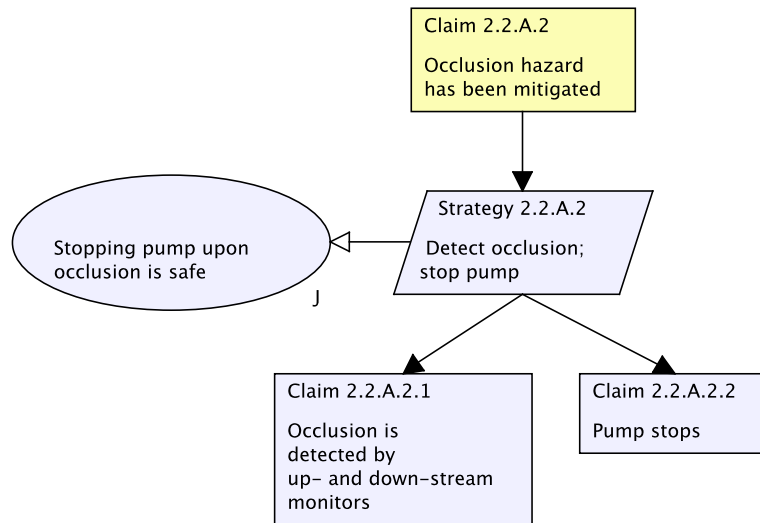 Claim 2.2.A.2
Occlusion hazard
has been mitigated
Strategy 2.2.A.2
Detect occlusion;
stop pump
Stopping pump upon
occlusion is safe
J
Claim 2.2.A.2.1
Occlusion is
detected by
up- and down-stream
monitors
Claim 2.2.A.2.2
Pump stops